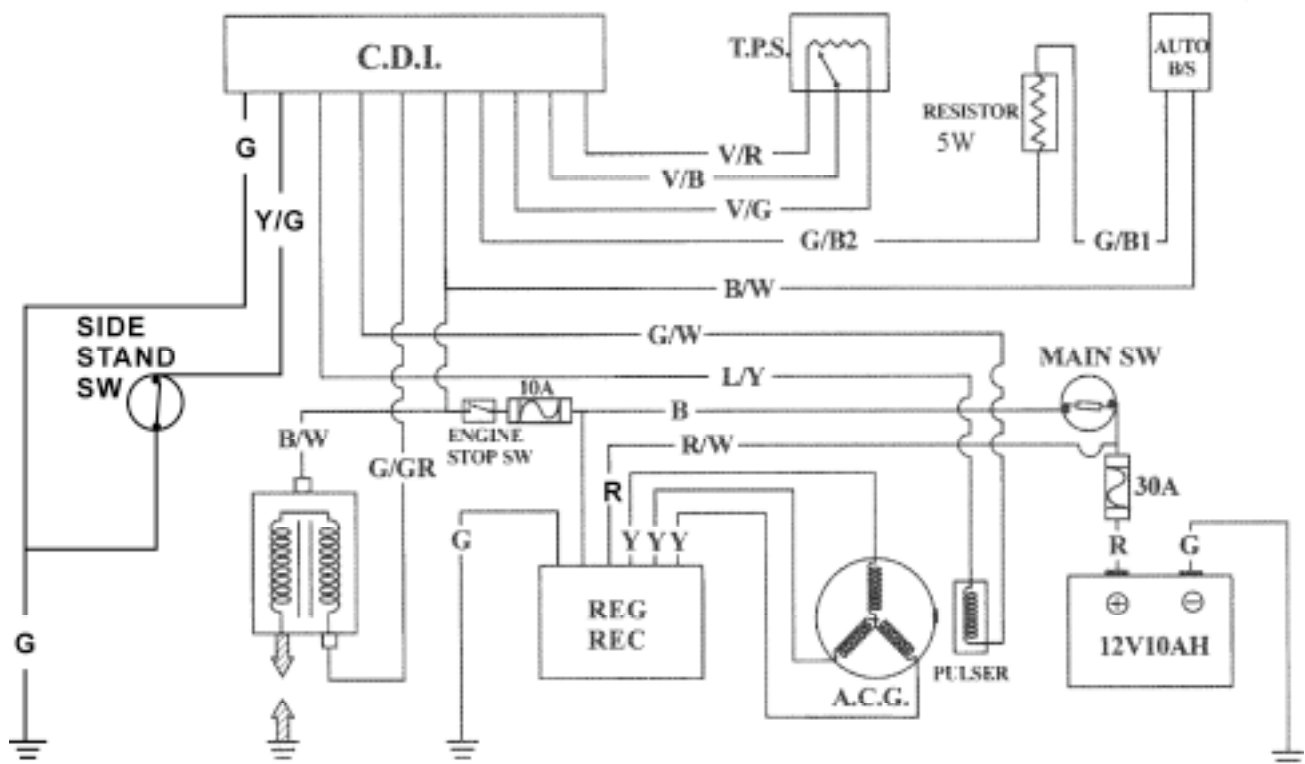 C.D.I.
T.P.S.
AUTO
B/S
RESISTOR
5W
G
Y/G
V/R
V/B
V/G
G/B2
G/B1
B/W
SIDE
STAND
SW
G/W
MAIN SW
L/Y
10A
B
B/W
ENGINE
STOP SW
R/W
G/GR
R
30A
G
Y Y Y
R
G
REG
REC
12V10AH
G
PULSER
A.C.G.